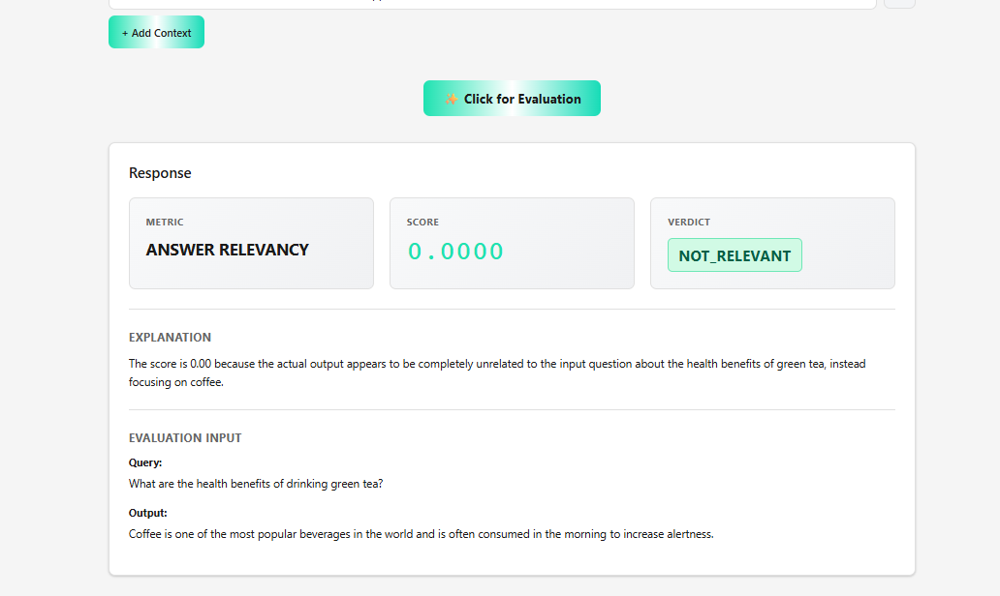 + Add Context
✨ Click for Evaluation
Response
METRIC
ANSWER RELEVANCY
SCORE
0.0000
VERDICT
NOT_RELEVANT
EXPLANATION
The score is 0.00 because the actual output appears to be completely unrelated to the input question about the health benefits of green tea, instead
focusing on coffee.
EVALUATION INPUT
Query:
What are the health benefits of drinking green tea?
Output:
Coffee is one of the most popular beverages in the world and is often consumed in the morning to increase alertness.